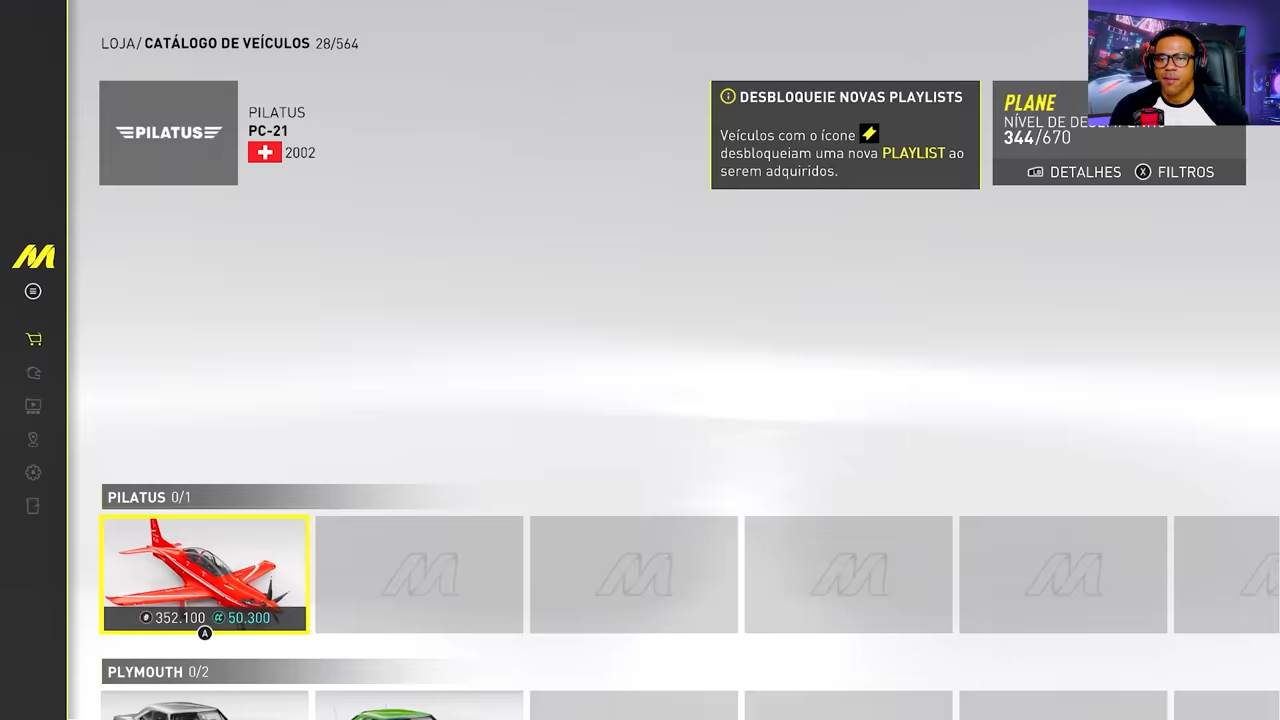 LOJA/CATÁLOGO DE VEÍCULOS 28/564
PILATUS
PILATUS
PC-21
2002
DESBLOQUEIE NOVAS PLAYLISTS
Veículos com o ícone
desbloqueiam uma nova PLAYLIST ao
serem adquiridos.
PLANE
NÍVEL DE
344/670
DETALHES X FILTROS
PILATUS 0/1
352.100 50.300
A
PLYMOUTH 0/2